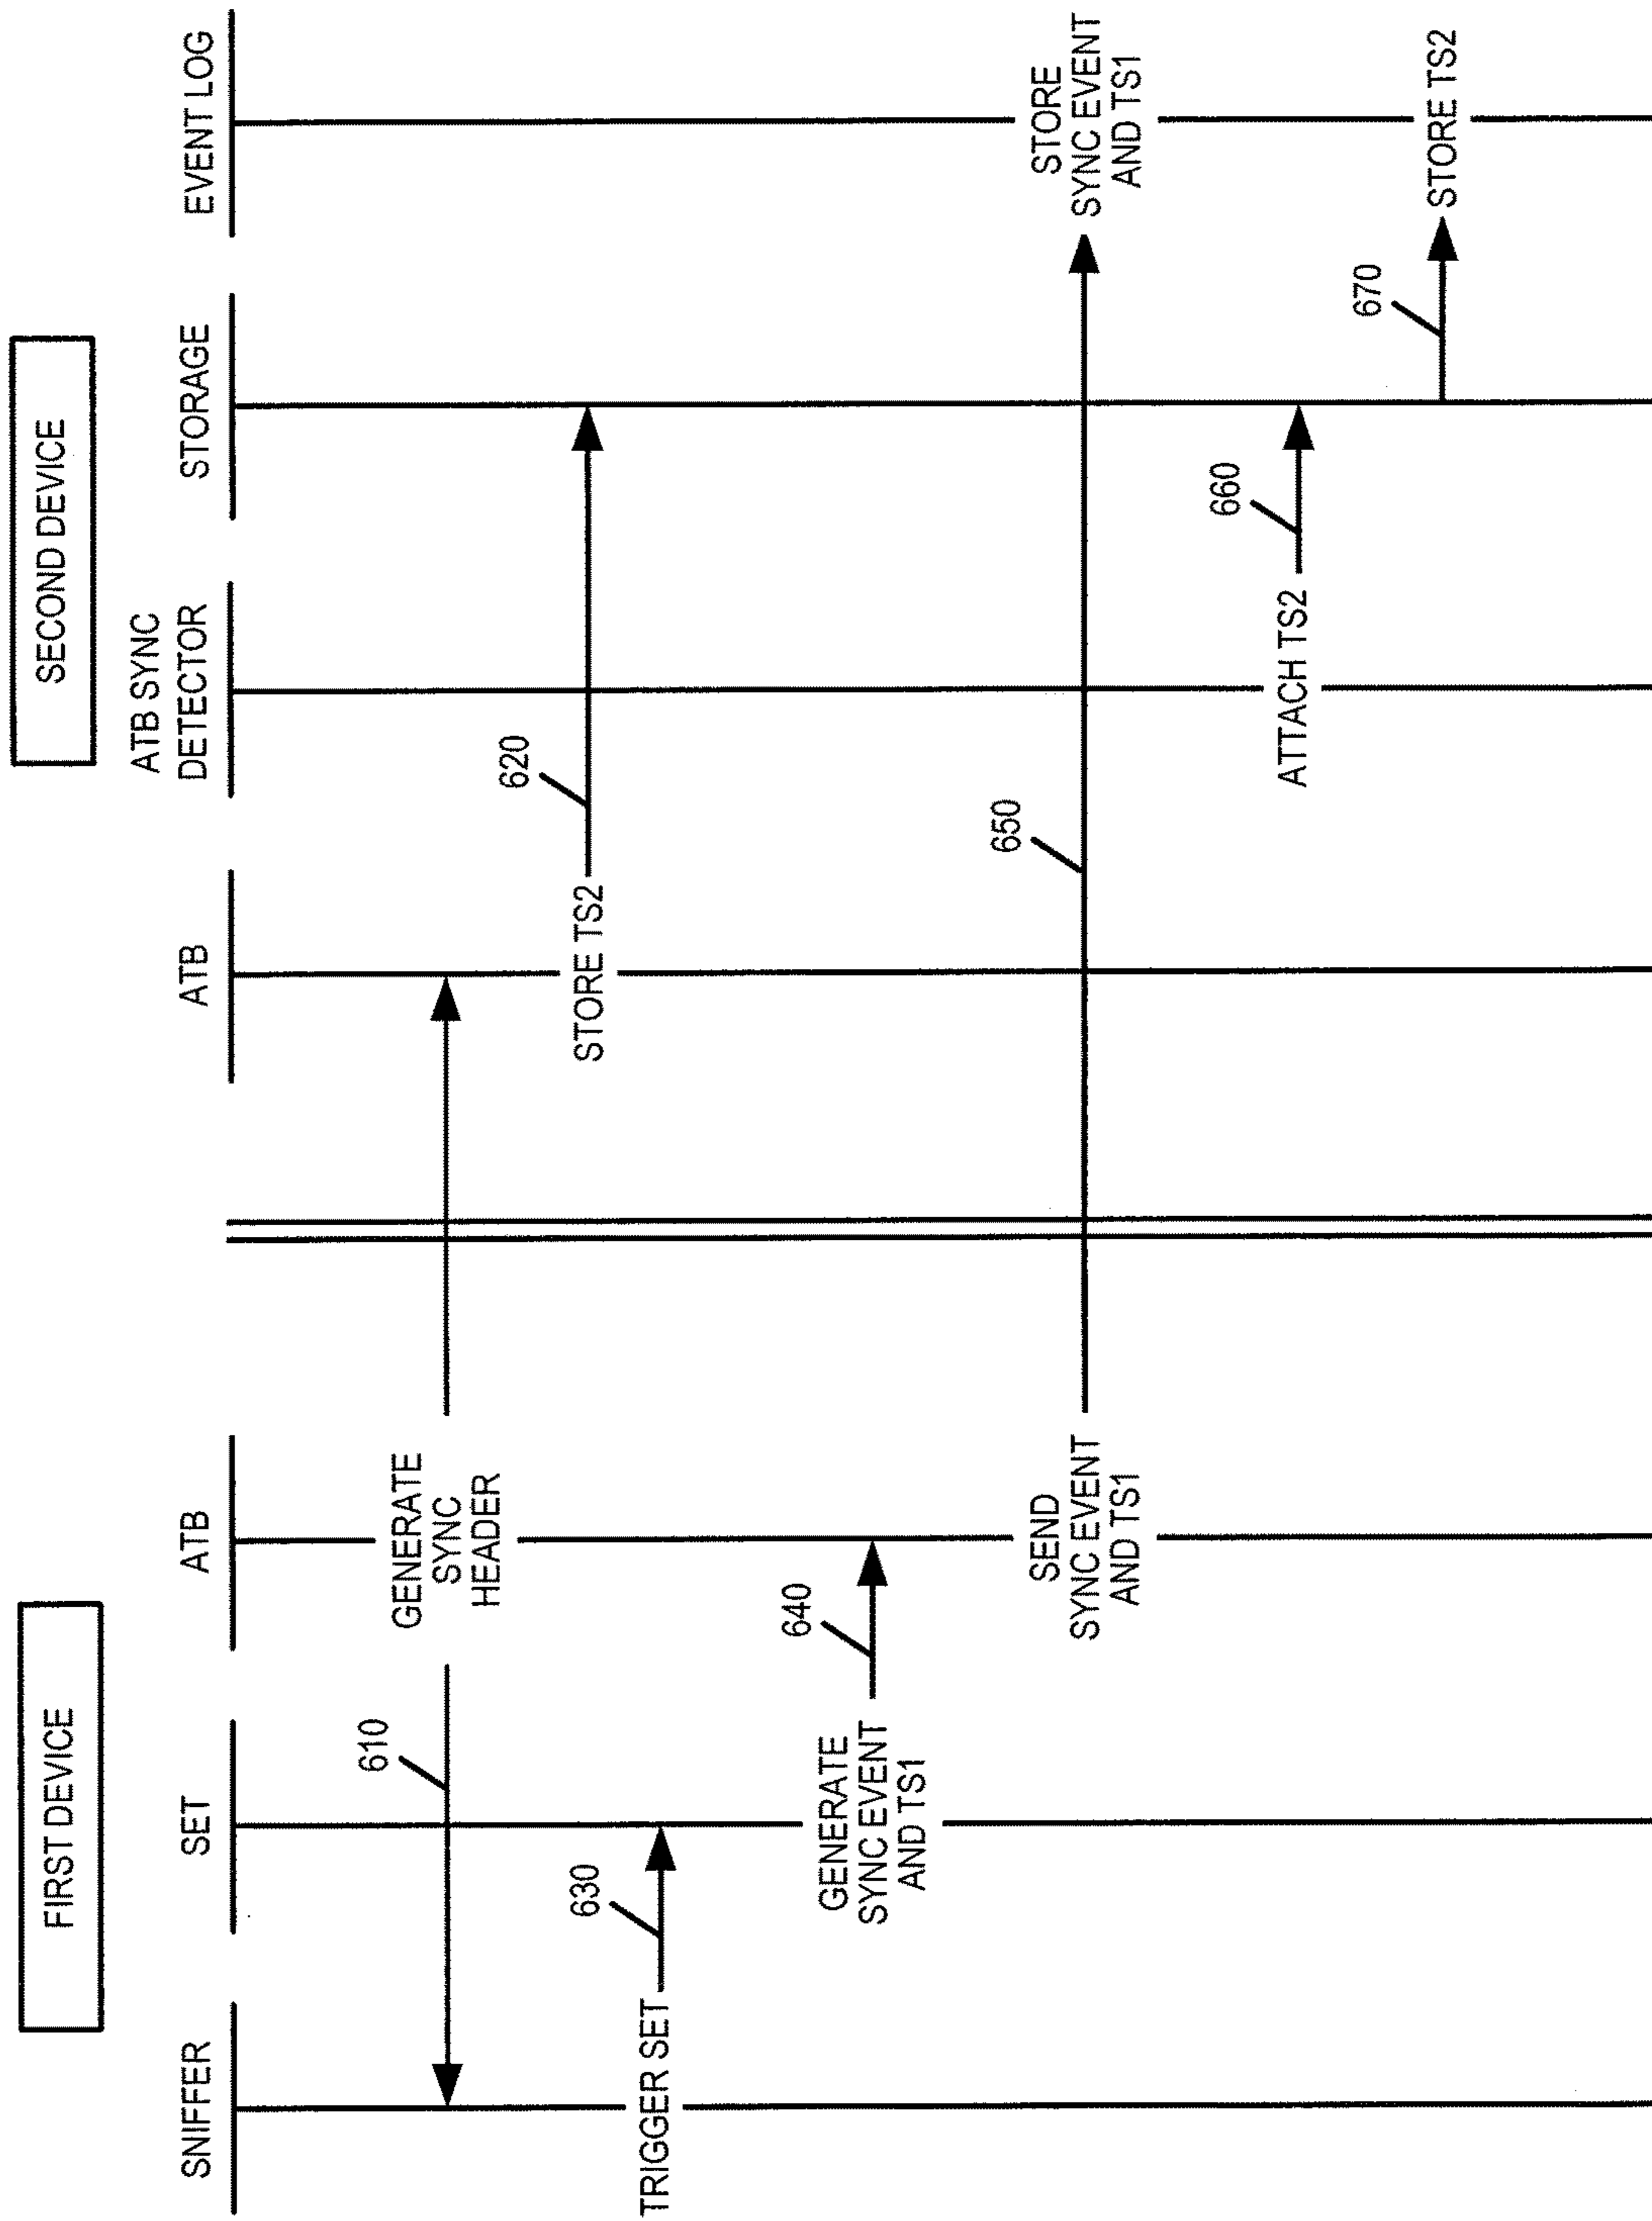 FIRST DEVICE
SECOND DEVICE
SNIFFER
SET
ATB
ATB
ATB SYNC
DETECTOR
STORAGE
EVENT LOG
610
GENERATE
SYNC
HEADER
620
STORE TS2
630
TRIGGER SET
640
GENERATE
SYNC EVENT
AND TS1
650
SEND
SYNC EVENT
AND TS1
STORE
SYNC EVENT
AND TS1
660
ATTACH TS2
670
STORE TS2